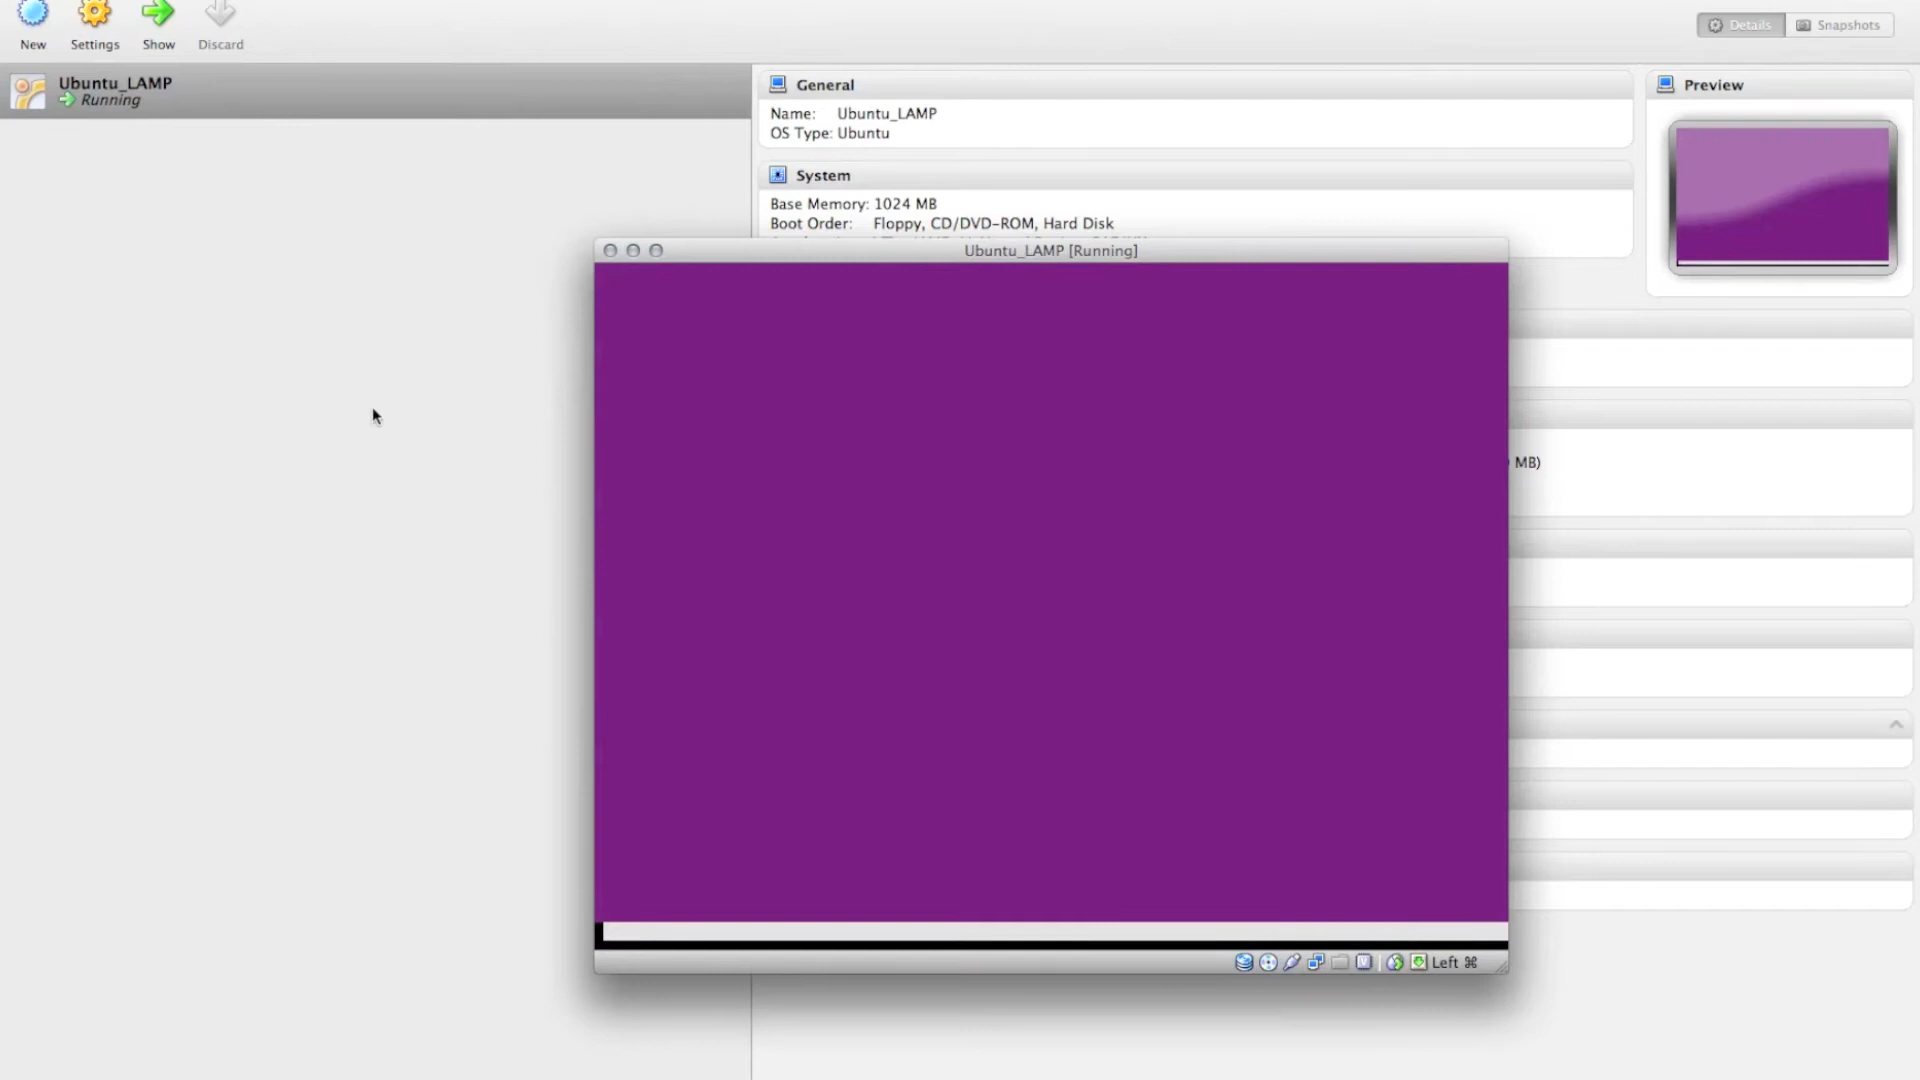 New
Settings
Show
Discard
Details
Snapshots
Ubuntu_LAMP
Running
General
Name: Ubuntu_LAMP
OS Type: Ubuntu
System
Base Memory: 1024 MB
Boot Order: Floppy, CD/DVD-ROM, Hard Disk
Preview
Ubuntu_LAMP [Running]
MB)
Left ⌘